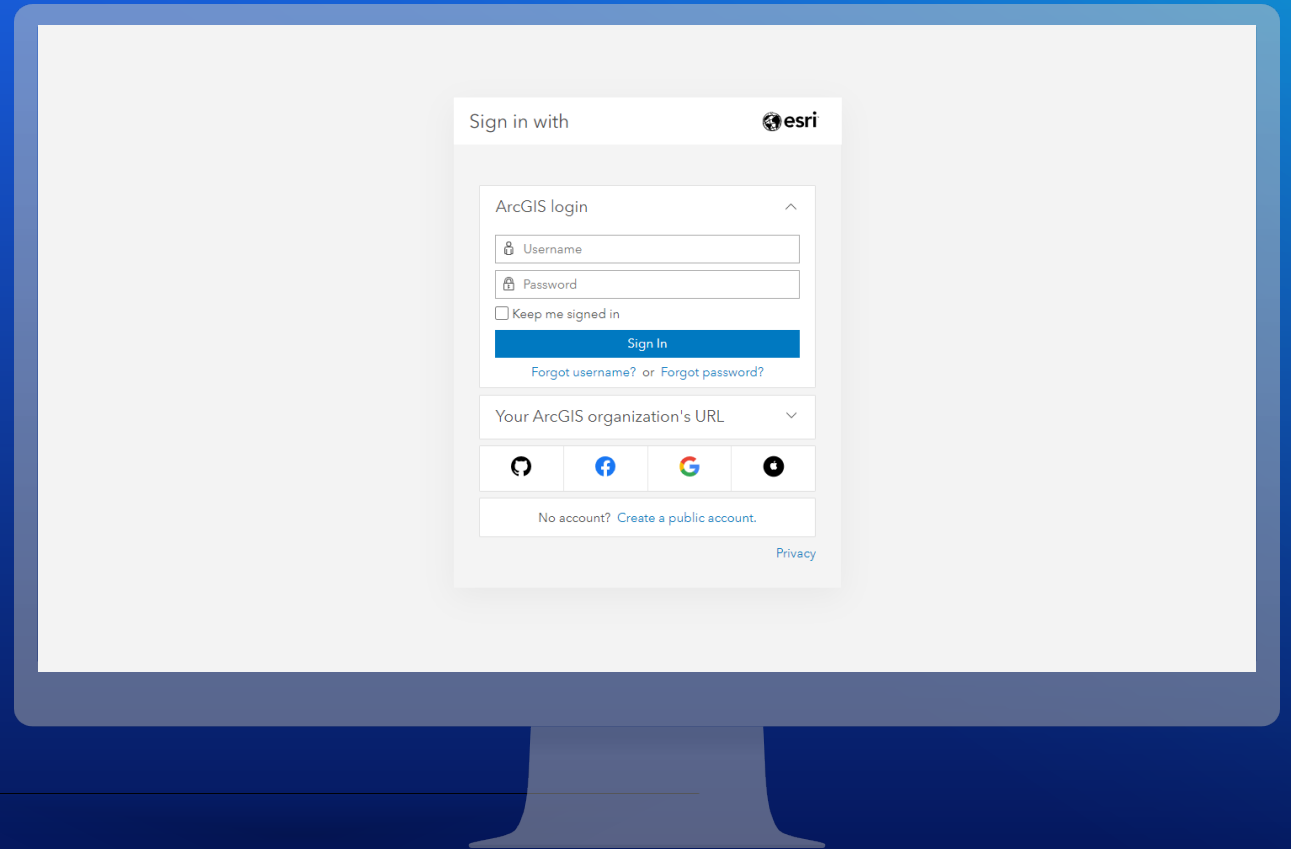 Sign in with
esri
ArcGIS login
Username
Password
Keep me signed in
Sign In
Forgot username? or Forgot password?
Your ArcGIS organization's URL
No account? Create a public account.
Privacy